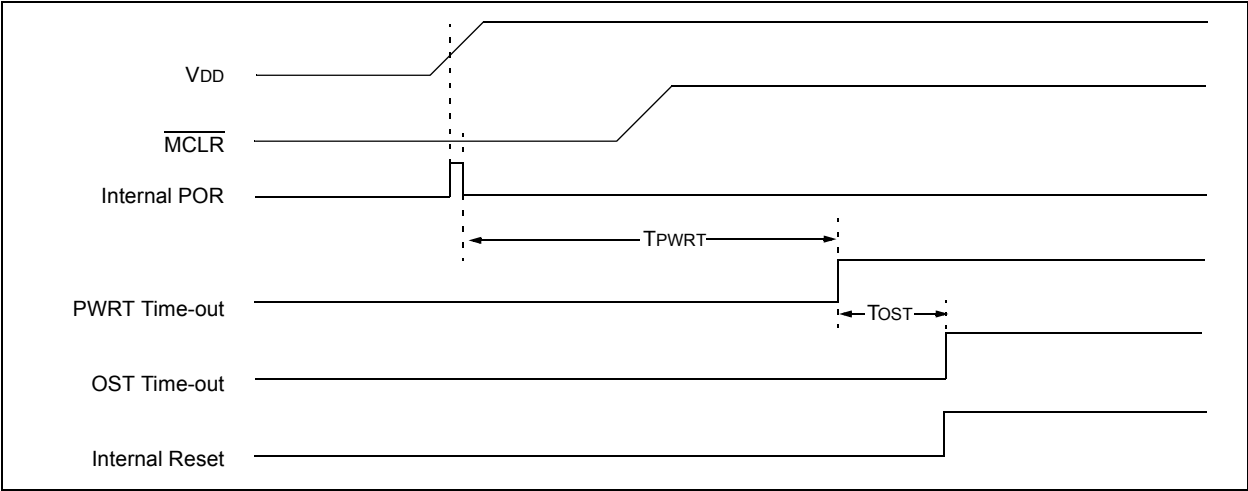 VDD
MCLR
Internal POR
TPWRT
PWRT Time-out
TOST
OST Time-out
Internal Reset